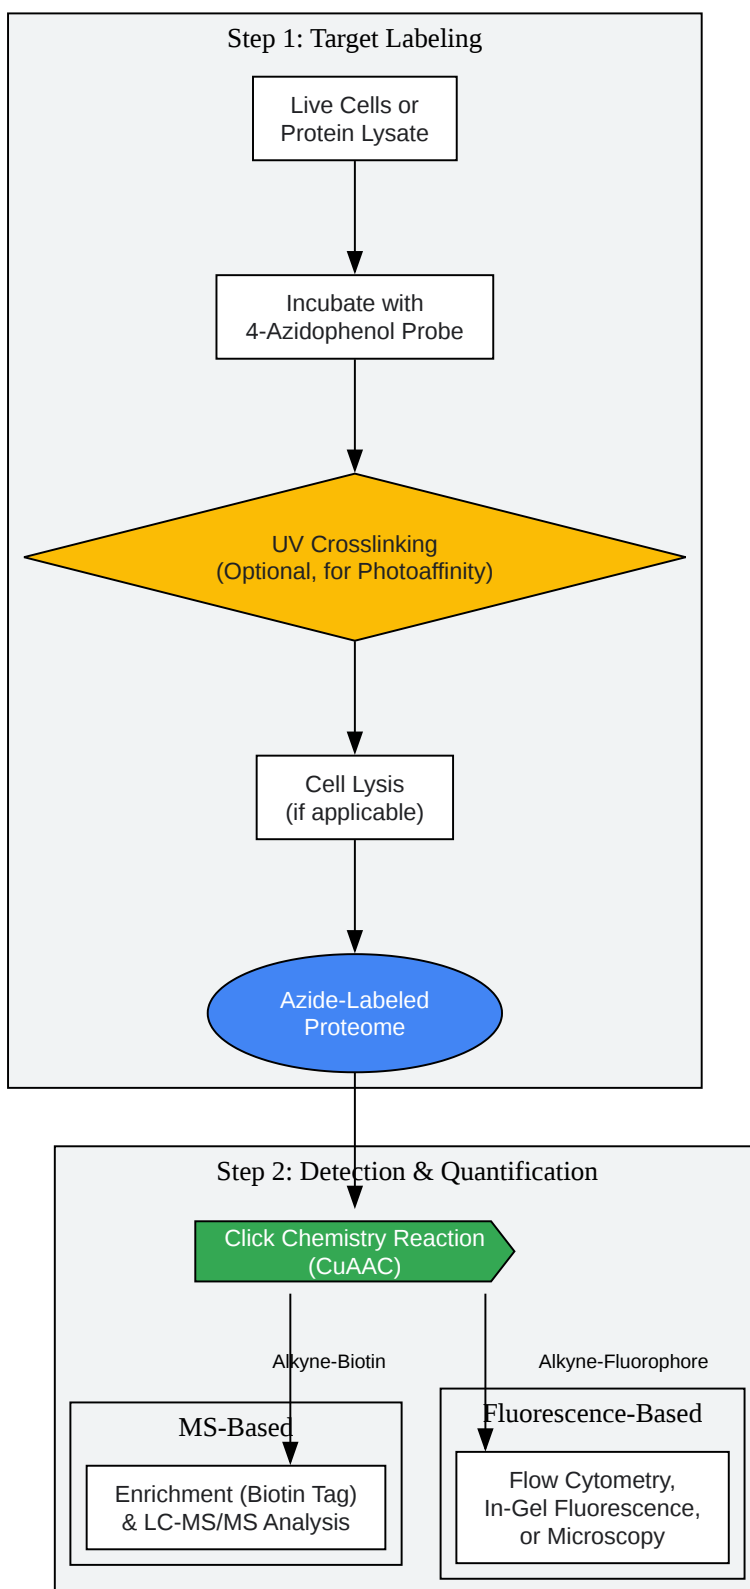 Step 1: Target Labeling
Live Cells or
Protein Lysate
Incubate with
4-Azidophenol Probe
UV Crosslinking
(Optional, for Photoaffinity)
Cell Lysis
(if applicable)
Azide-Labeled
Proteome
Step 2: Detection & Quantification
Click Chemistry Reaction
(CuAAC)
Alkyne-Biotin
Alkyne-Fluorophore
MS-Based
Enrichment (Biotin Tag)
& LC-MS/MS Analysis
Fluorescence-Based
Flow Cytometry,
In-Gel Fluorescence,
or Microscopy